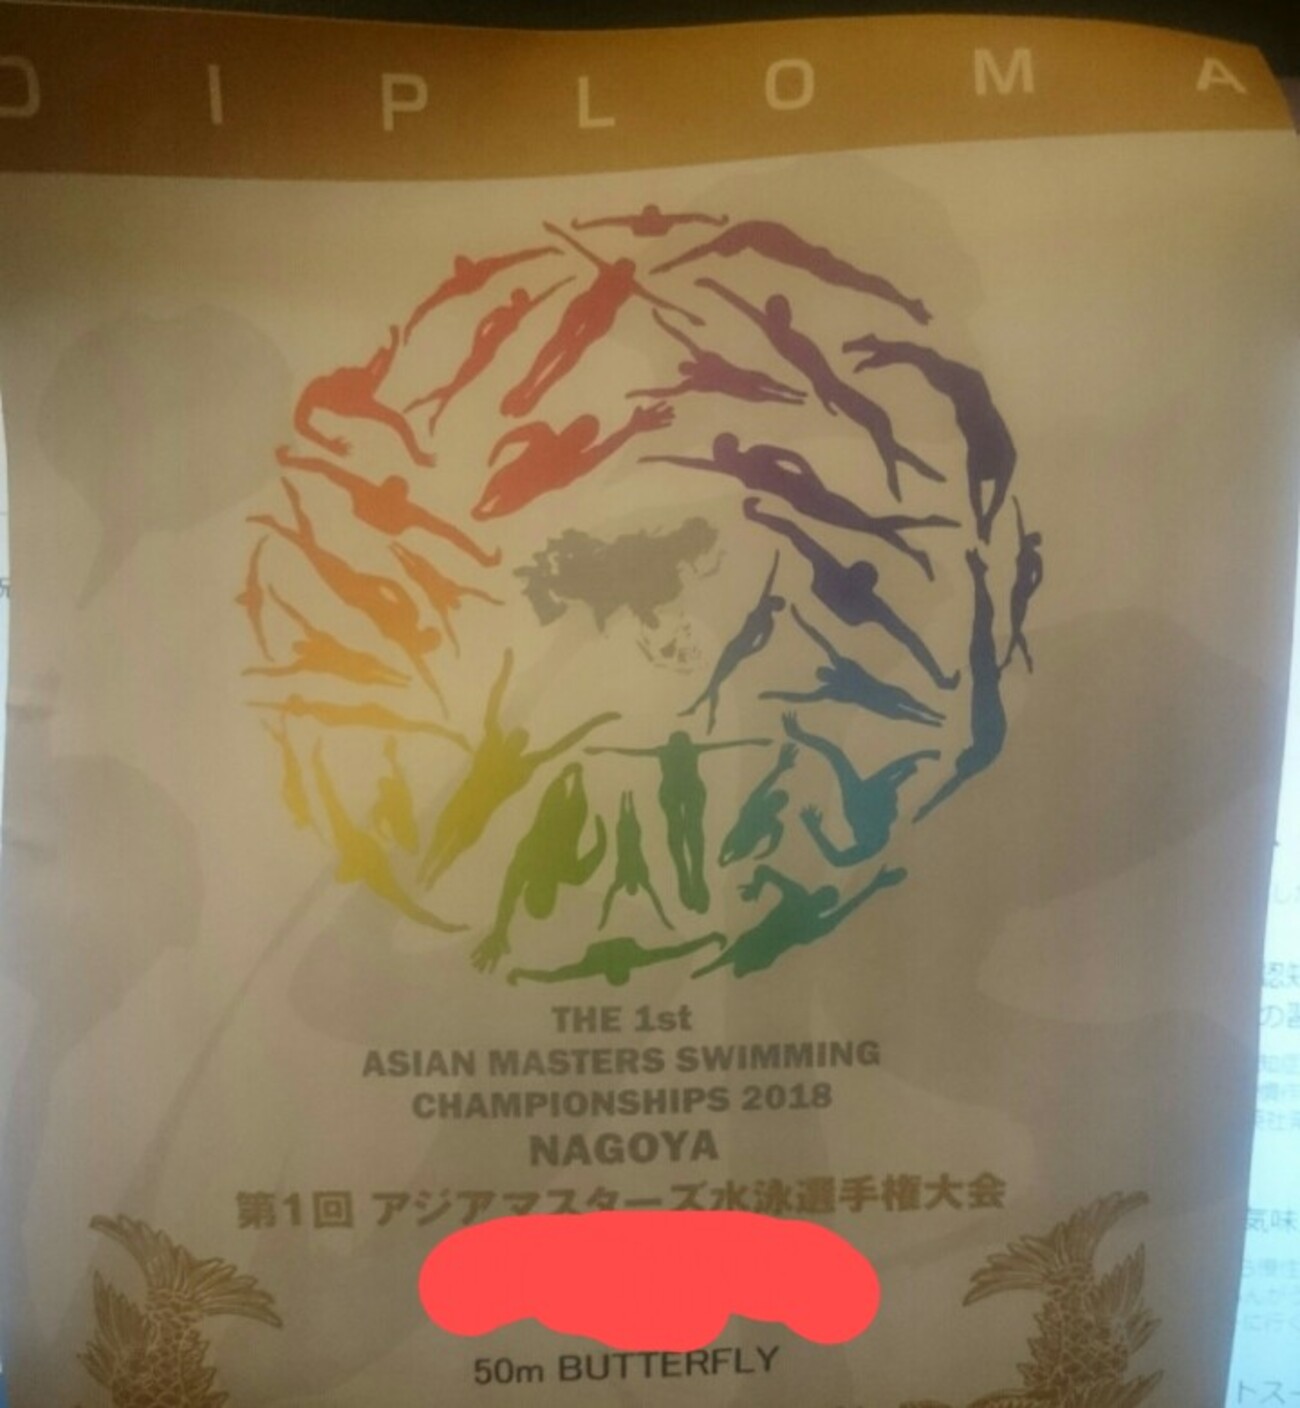 DIPLOMA
THE 1st
ASIAN MASTERS SWIMMING
CHAMPIONSHIPS 2018
NAGOYA
第1回 アジアマスターズ水泳選手権大会
50m BUTTERFLY